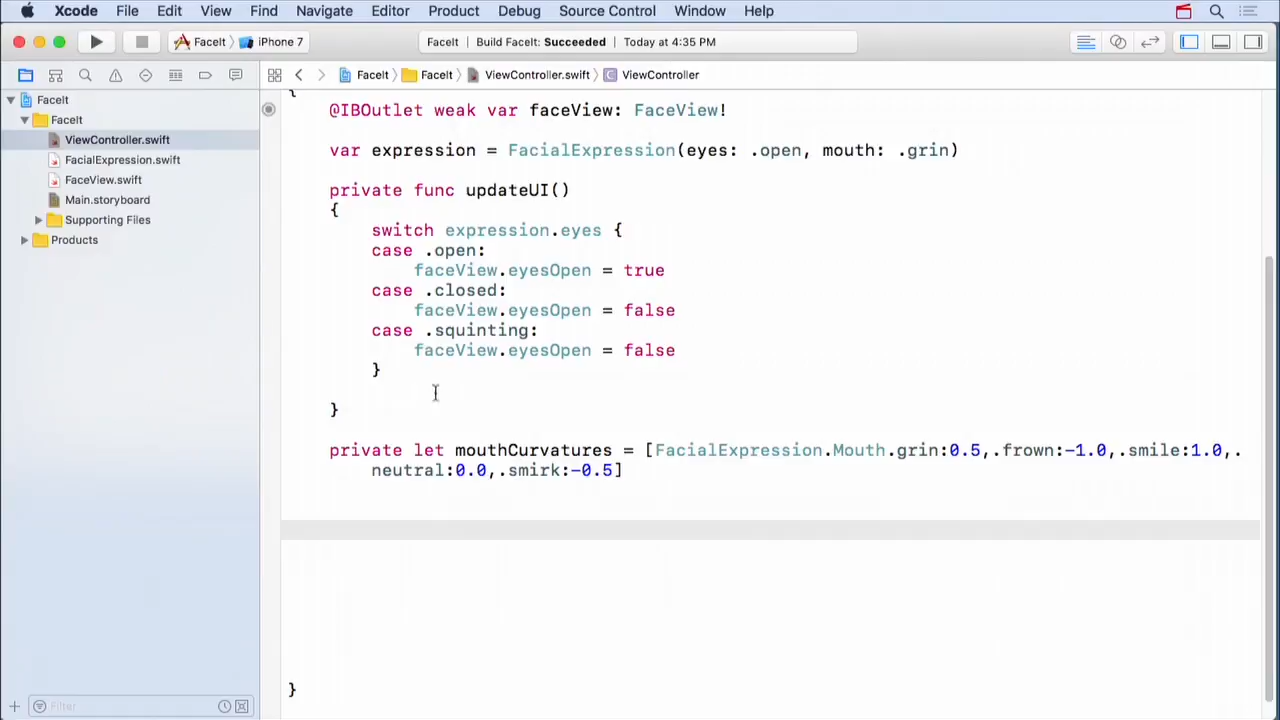 Xcode File Edit View Find Navigate Editor Product Debug Source Control Window Help
FaceIt iPhone 7 FaceIt Build FaceIt: Succeeded Today at 4:35 PM
FaceIt FaceIt ViewController.swift C ViewController
FaceIt
FaceIt
ViewController.swift
FacialExpression.swift
FaceView.swift
Main.storyboard
Supporting Files
Products
Filter
{
@IBOutlet weak var faceView: FaceView!
var expression = FacialExpression(eyes: .open, mouth: .grin)
private func updateUI()
{
switch expression.eyes {
case .open:
faceView.eyesOpen = true
case .closed:
faceView.eyesOpen = false
case .squinting:
faceView.eyesOpen = false
}
}
private let mouthCurvatures = [FacialExpression.Mouth.grin:0.5,.frown:-1.0,.smile:1.0,.
neutral:0.0,.smirk:-0.5]
}